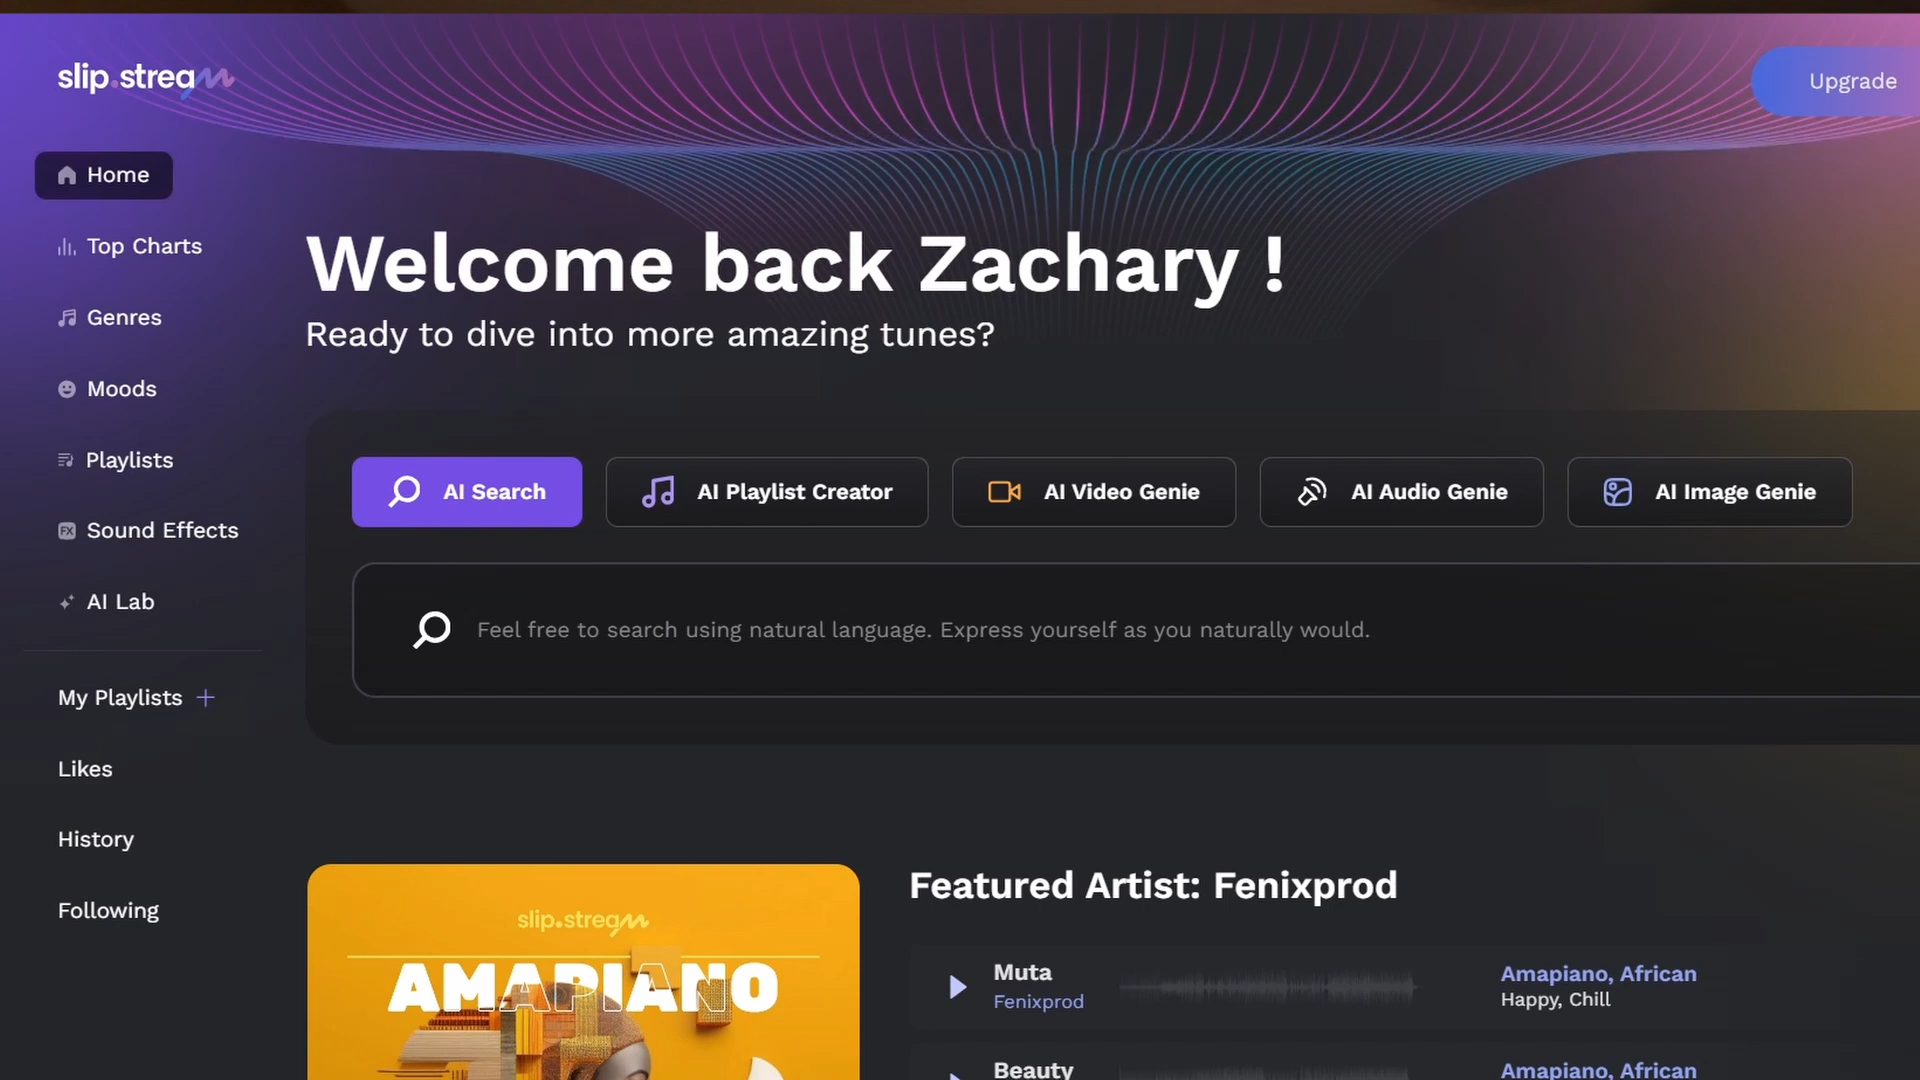 slip.stream
Upgrade
Home
Top Charts
Genres
Moods
Playlists
FX Sound Effects
AI Lab
My Playlists +
Likes
History
Following
Welcome back Zachary !
Ready to dive into more amazing tunes?
AI Search
AI Playlist Creator
AI Video Genie
AI Audio Genie
AI Image Genie
Feel free to search using natural language. Express yourself as you naturally would.
slip.stream
AMAPIANO
Featured Artist: Fenixprod
Muta
Fenixprod
Amapiano, African
Happy, Chill
Beauty
Amapiano, African